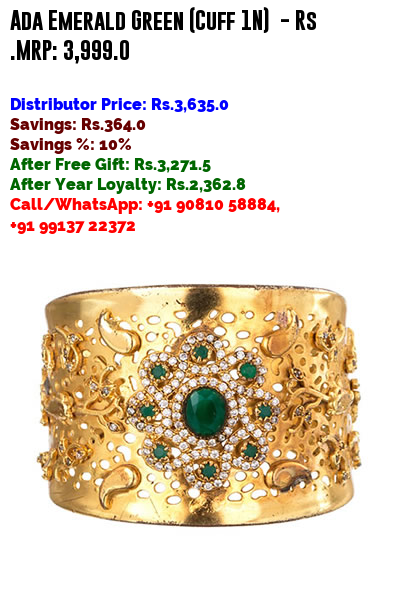 Ada Emerald Green (Cuff 1N) - Rs
.MRP: 3,999.0
Distributor Price: Rs.3,635.0
Savings: Rs.364.0
Savings %: 10%
After Free Gift: Rs.3,271.5
After Year Loyalty: Rs.2,362.8
Call/WhatsApp: +91 90810 58884,
+91 99137 22372